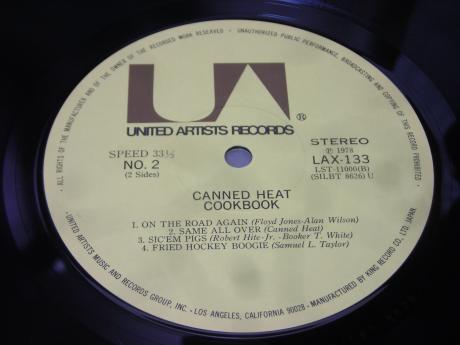 ALL RIGHTS OF THE MANUFACTURER AND OF THE OWNER OF THE RECORDED WORK RESERVED • UNAUTHORIZED PUBLIC PERFORMANCE, BROADCASTING AND COPYING OF THIS RECORD PROHIBITED.
UA
®
UNITED ARTISTS RECORDS
SPEED 33⅓
NO. 2
(2 Sides)
STEREO
Ⓟ 1978
LAX-133
LST-11000(B)
(SILBT 8626) U
CANNED HEAT
COOKBOOK
1. ON THE ROAD AGAIN (Floyd Jones-Alan Wilson)
2. SAME ALL OVER (Canned Heat)
3. SIC'EM PIGS (Robert Hite-Jr. - Booker T. White)
4. FRIED HOCKEY BOOGIE (Samuel L. Taylor)
• UNITED ARTISTS MUSIC AND RECORDS GROUP, INC. • LOS ANGELES, CALIFORNIA 90028 • MANUFACTURED BY KING RECORD CO., LTD. JAPAN.